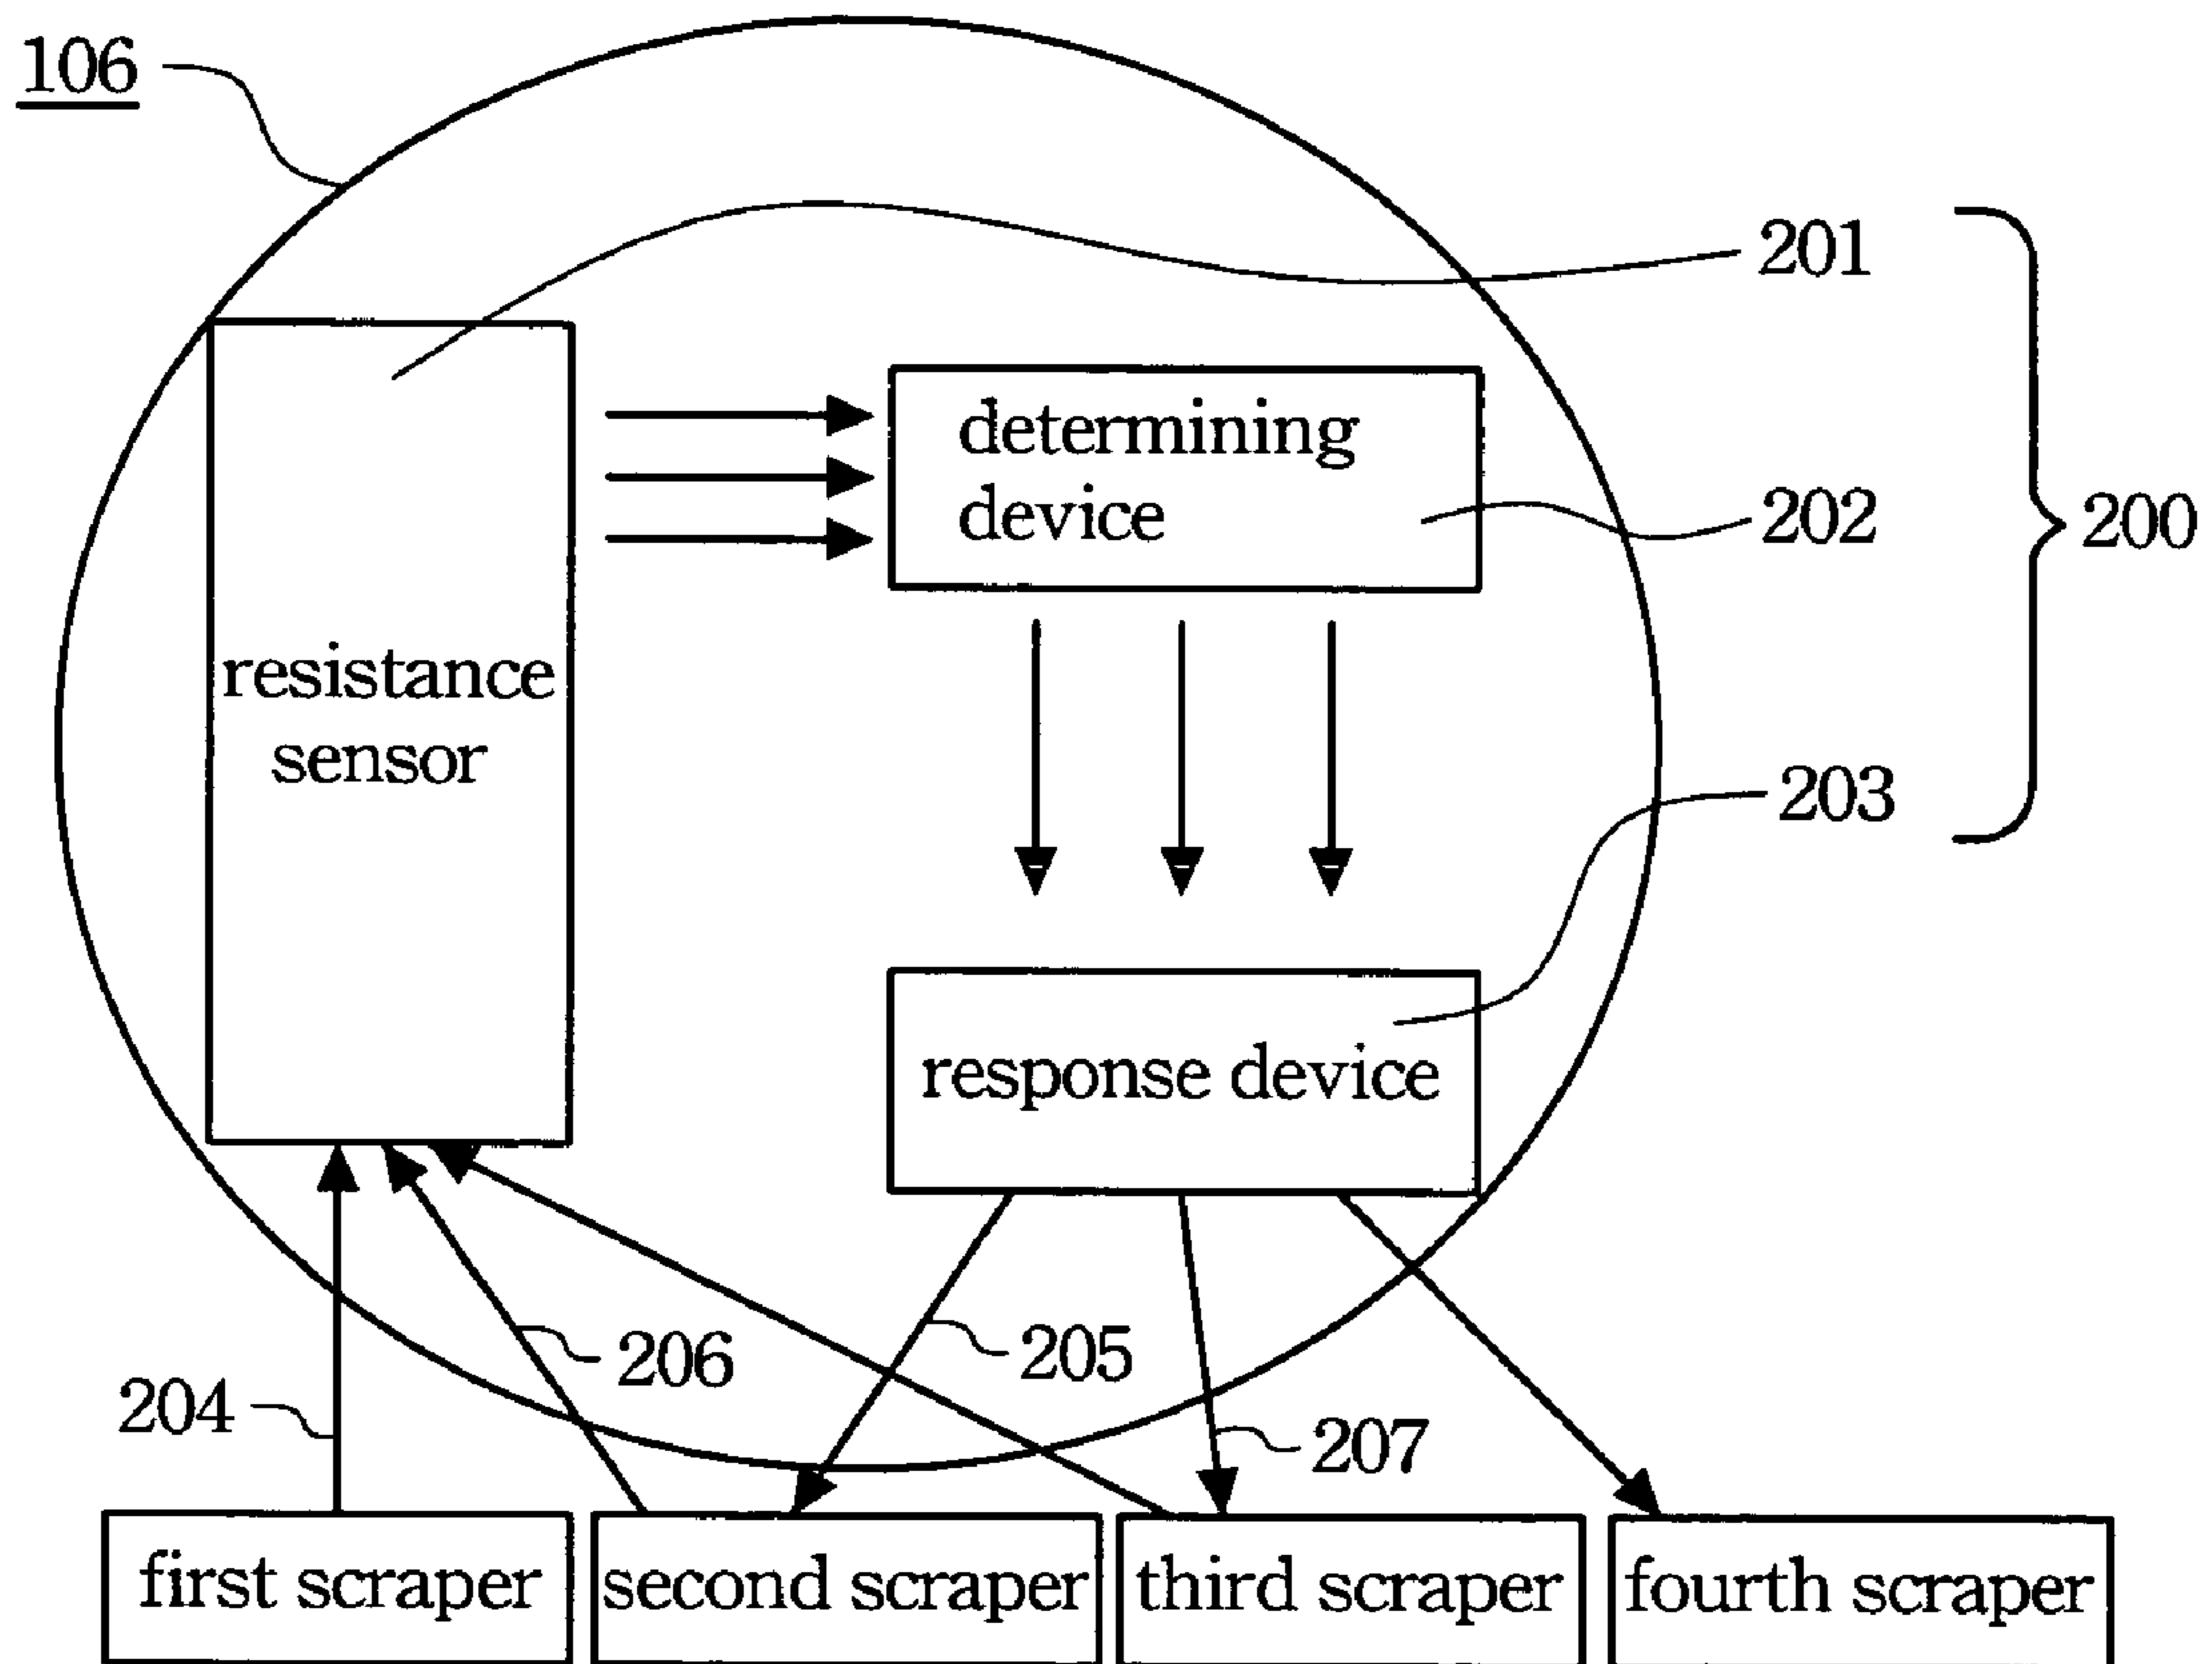 106
201
determining
device
202
200
resistance
sensor
203
response device
206
205
204
207
first scraper
second scraper
third scraper
fourth scraper